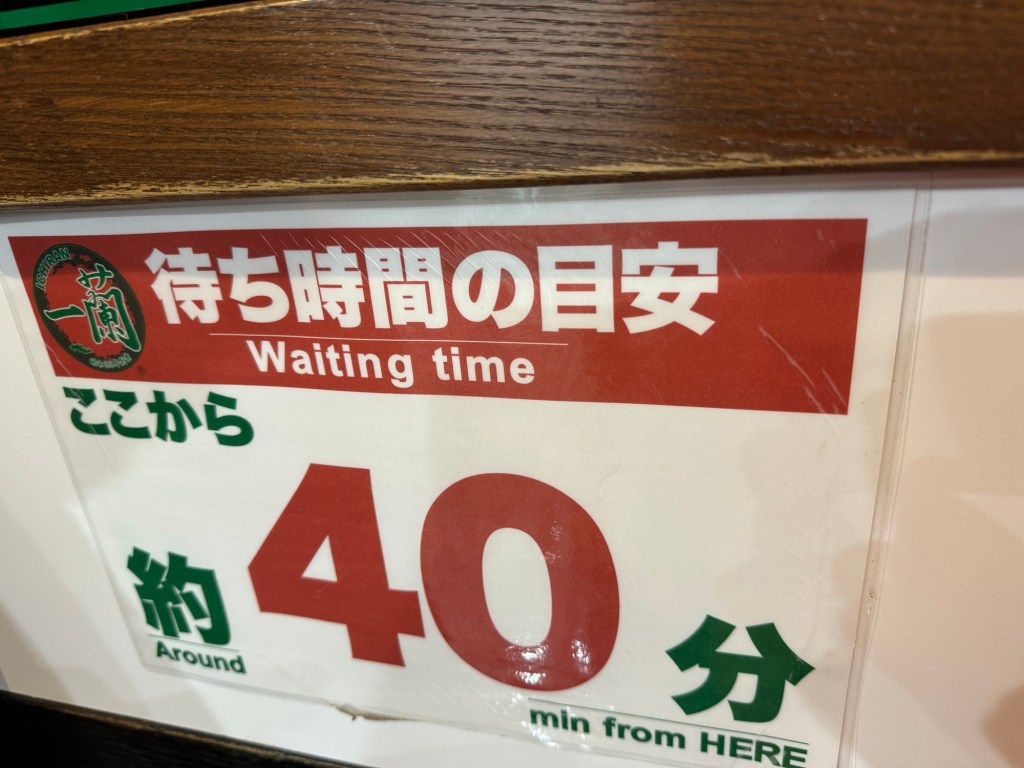 ICHIRAN
一蘭
待ち時間の目安
Waiting time
ここから
約 40 分
Around
min from HERE